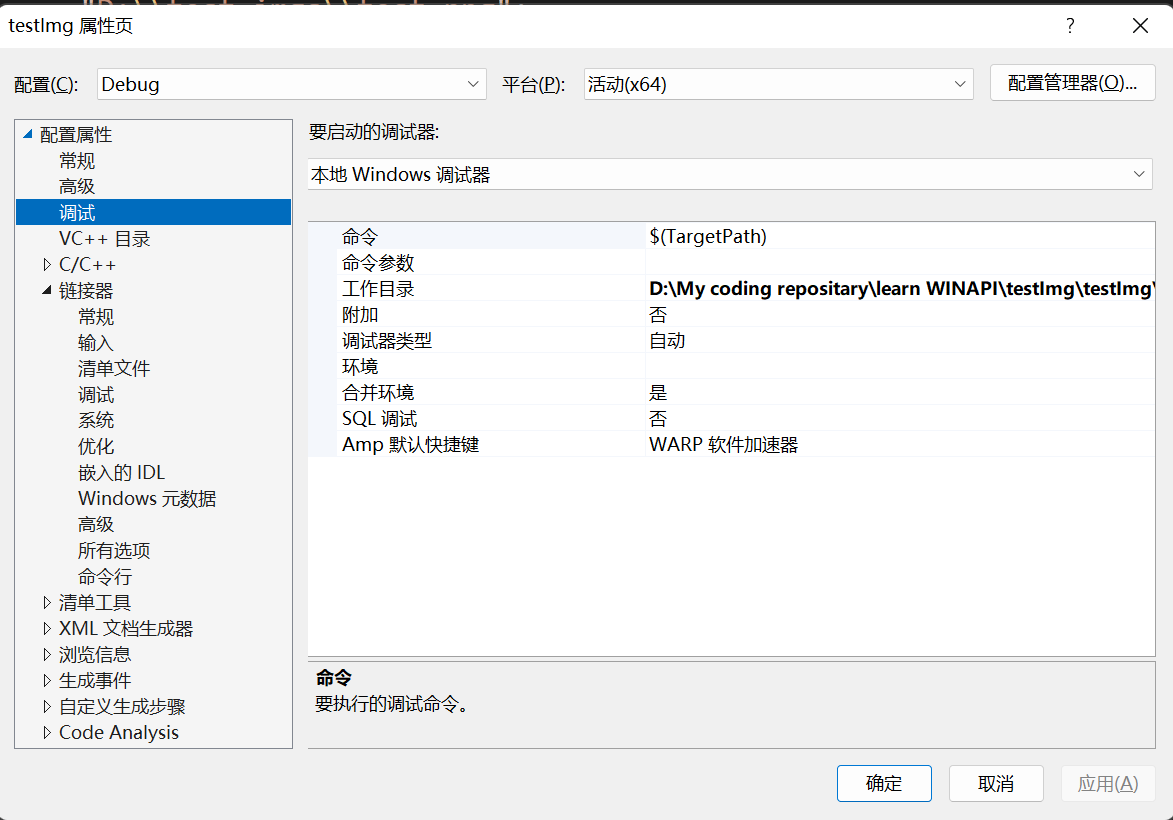 testImg 属性页
配置(C): Debug 平台(P): 活动(x64) 配置管理器(O)...
配置属性
常规
高级
调试
VC++ 目录
C/C++
链接器
常规
输入
清单文件
调试
系统
优化
嵌入的 IDL
Windows 元数据
高级
所有选项
命令行
清单工具
XML 文档生成器
浏览信息
生成事件
自定义生成步骤
Code Analysis
要启动的调试器:
本地 Windows 调试器
命令 $(TargetPath)
命令参数
工作目录 D:\My coding repositary\learn WINAPI\testImg\testImg\
附加 否
调试器类型 自动
环境
合并环境 是
SQL 调试 否
Amp 默认快捷键 WARP 软件加速器
命令
要执行的调试命令。
确定 取消 应用(A)